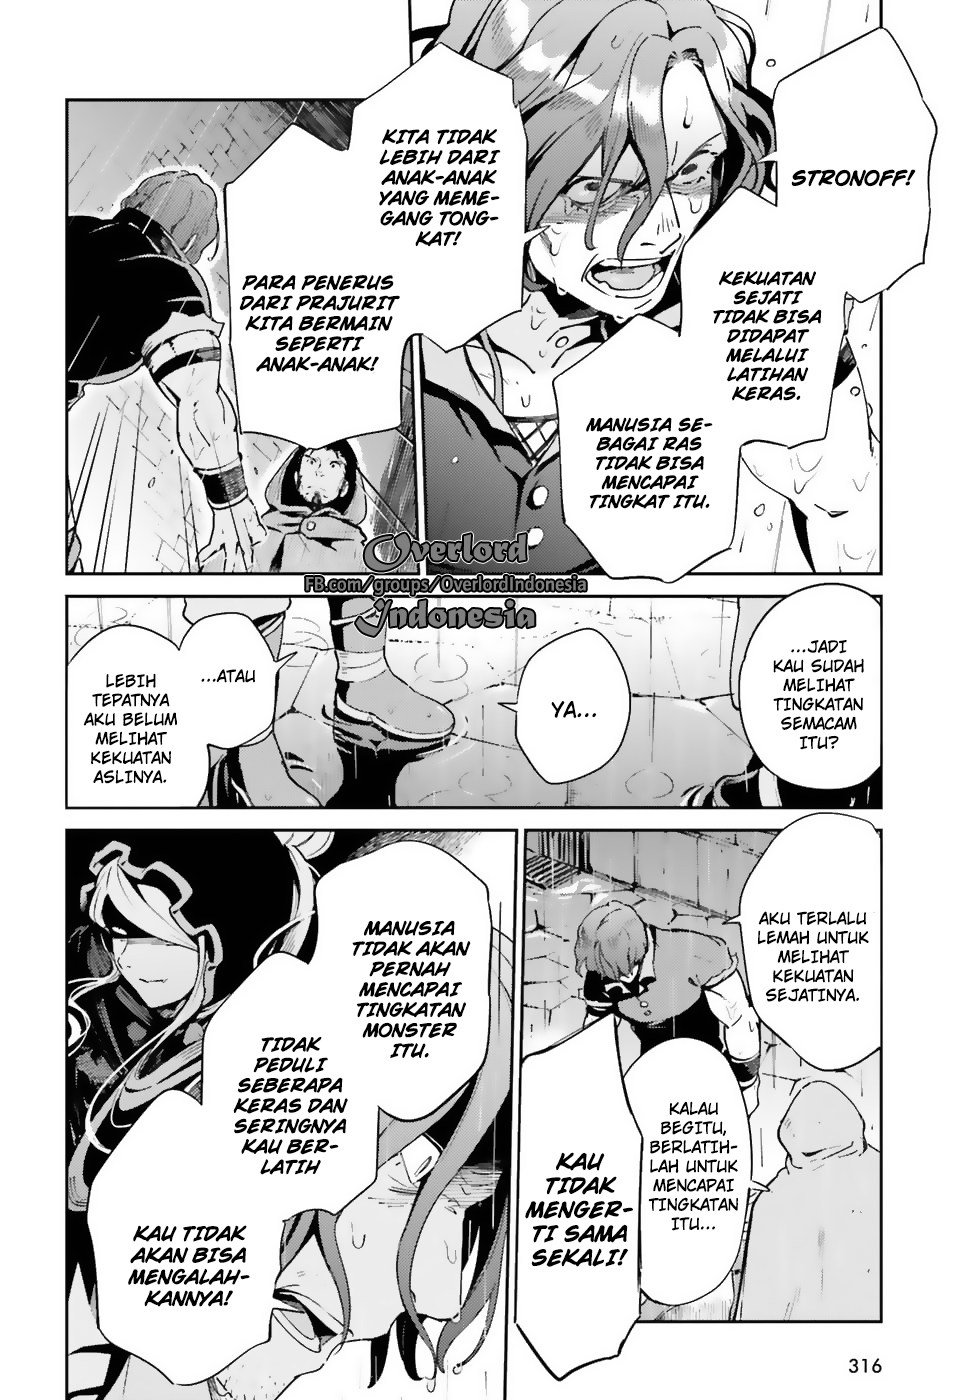 STRONOFF!
KEKUATAN
SEJATI
TIDAK BISA
DIDAPAT
MELALUI
LATIHAN
KERAS.
MANUSIA SE-
BAGAI RAS
TIDAK BISA
MENCAPAI
TINGKAT ITU.
KITA TIDAK
LEBIH DARI
ANAK-ANAK
YANG MEME-
GANG TONG-
KAT!
PARA PENERUS
DARI PRAJURIT
KITA BERMAIN
SEPERTI
ANAK-ANAK!
Overlord
FB.com/groups/OverlordIndonesia
Indonesia
...JADI
KAU SUDAH
MELIHAT
TINGKATAN
SEMACAM
ITU?
YA...
...ATAU
LEBIH
TEPATNYA
AKU BELUM
MELIHAT
KEKUATAN
ASLINYA.
AKU TERLALU
LEMAH UNTUK
MELIHAT
KEKUATAN
SEJATINYA.
KALAU
BEGITU,
BERLATIH-
LAH UNTUK
MENCAPAI
TINGKATAN
ITU...
KAU
TIDAK
MENGER-
TI SAMA
SEKALI!
MANUSIA
TIDAK AKAN
PERNAH
MENCAPAI
TINGKATAN
MONSTER
ITU.
TIDAK
PEDULI
SEBERAPA
KERAS DAN
SERINGNYA
KAU BER-
LATIH
KAU TIDAK
AKAN BISA
MENGALAH-
KANNYA!
316